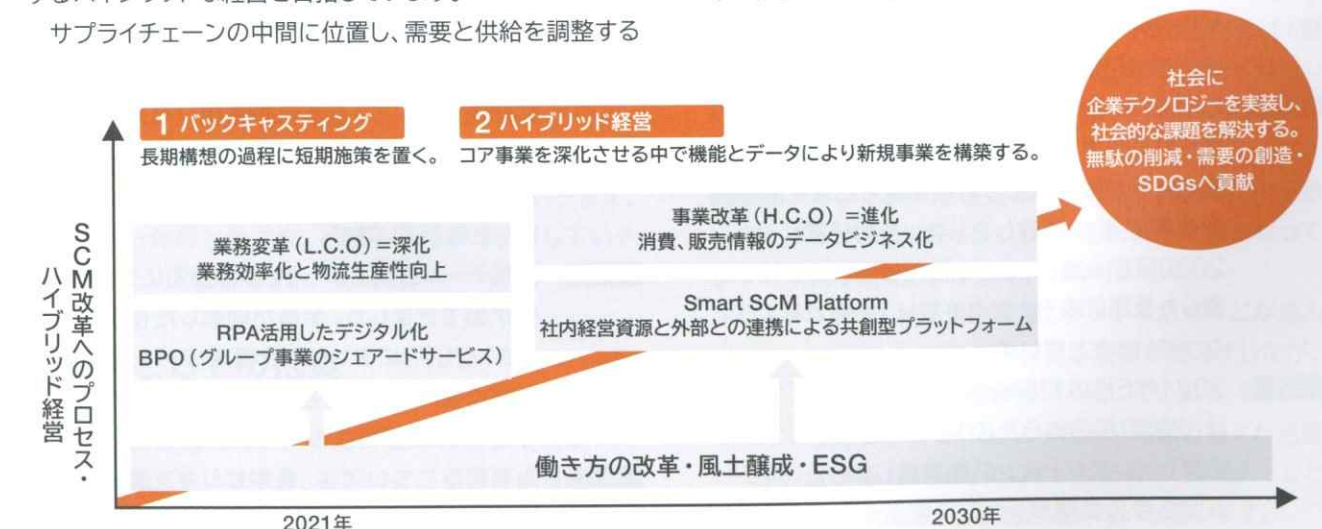 サプライチェーンの中間に位置し、需要と供給を調整する
社会に
企業テクノロジーを実装し、
社会的な課題を解決する。
無駄の削減・需要の創造・
SDGsへ貢献
1 バックキャスティング
長期構想の過程に短期施策を置く。
2 ハイブリッド経営
コア事業を深化させる中で機能とデータにより新規事業を構築する。
SCM改革へのプロセス・
ハイブリッド経営
業務変革(L.C.O)=深化
業務効率化と物流生産性向上
RPA活用したデジタル化
BPO(グループ事業のシェアードサービス)
事業改革(H.C.O)=進化
消費、販売情報のデータビジネス化
Smart SCM Platform
社内経営資源と外部との連携による共創型プラットフォーム
働き方の改革・風土醸成・ESG
2021年
2030年